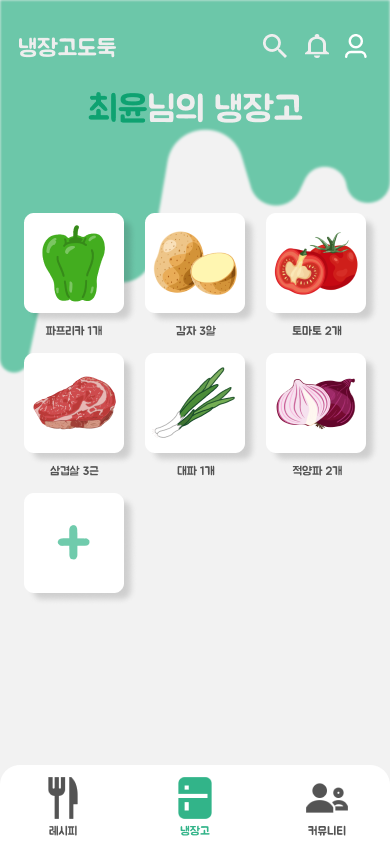 냉장고도둑
최윤님의 냉장고
파프리카 1개
감자 3알
토마토 2개
삼겹살 3근
대파 1개
적양파 2개
레시피
냉장고
커뮤니티